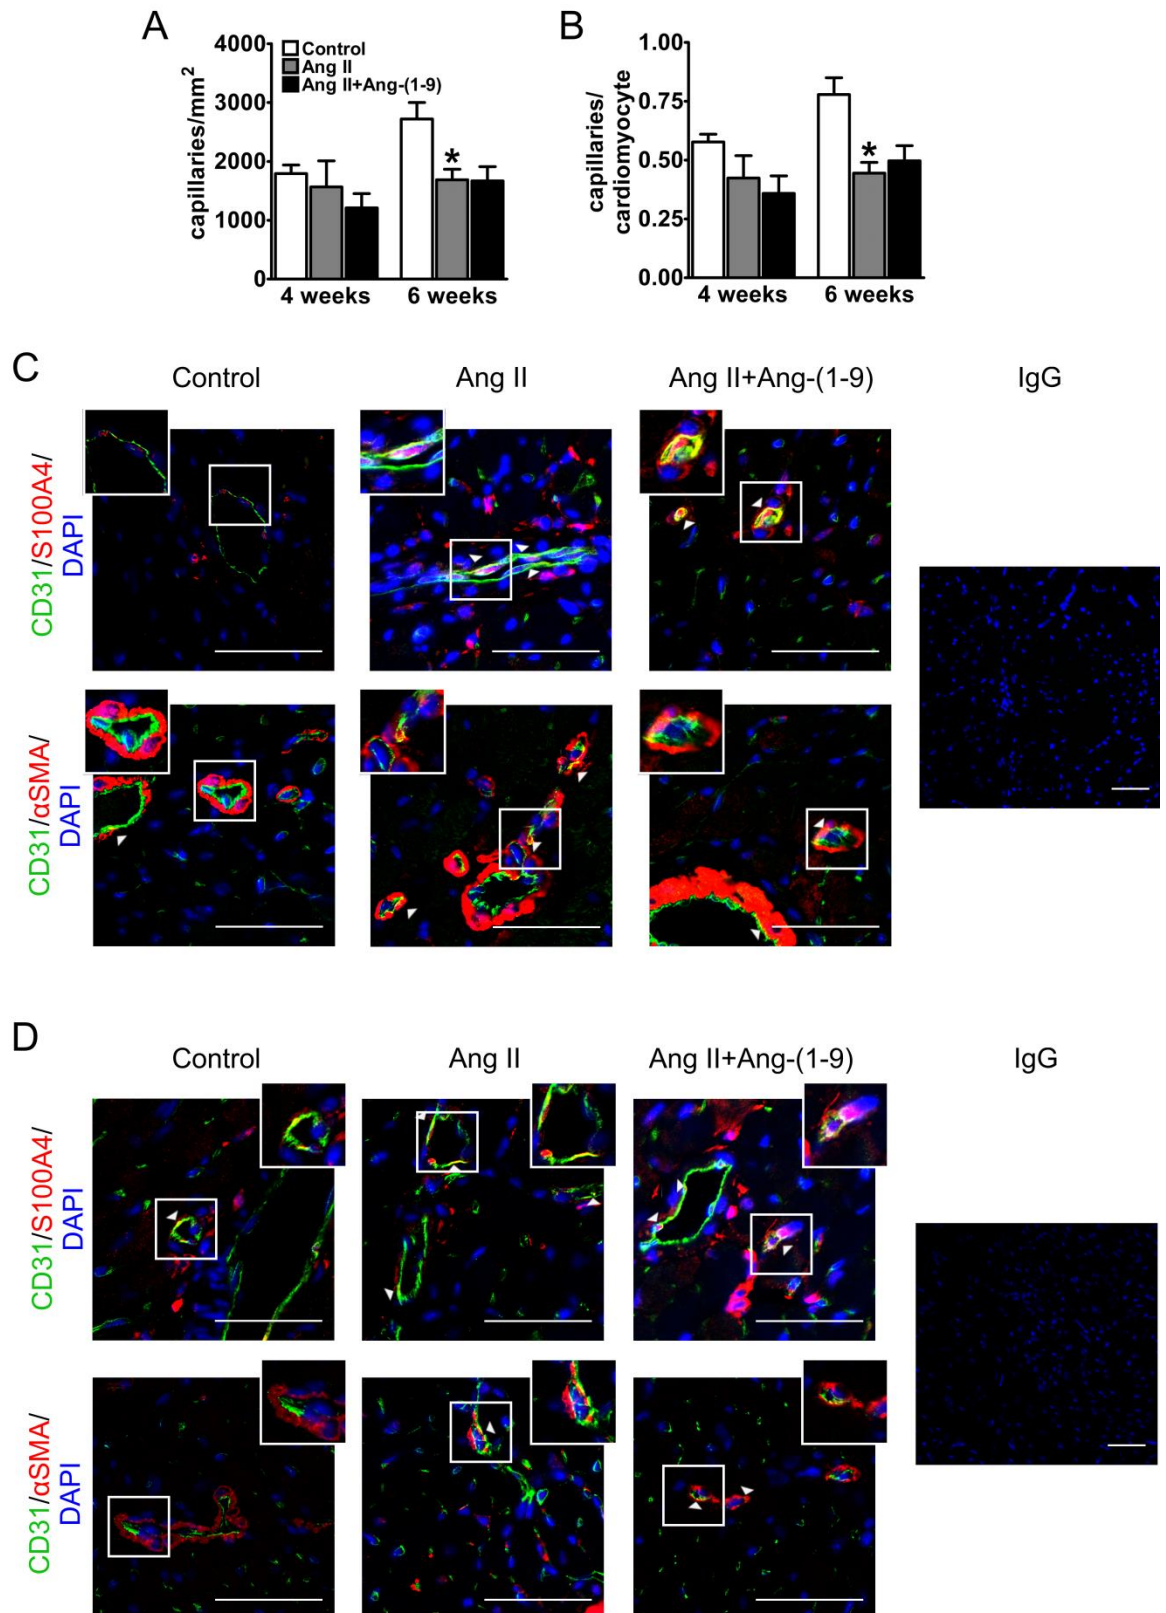 A
4000
3000
2000
1000
0
capillaries/mm²
Control
Ang II
Ang II+Ang-(1-9)
*
4 weeks
6 weeks
B
1.00
0.75
0.50
0.25
0.00
capillaries/
cardiomyocyte
*
4 weeks
6 weeks
C
Control
Ang II
Ang II+Ang-(1-9)
IgG
CD31/S100A4/
DAPI
CD31/αSMA/
DAPI
D
Control
Ang II
Ang II+Ang-(1-9)
IgG
CD31/S100A4/
DAPI
CD31/αSMA/
DAPI